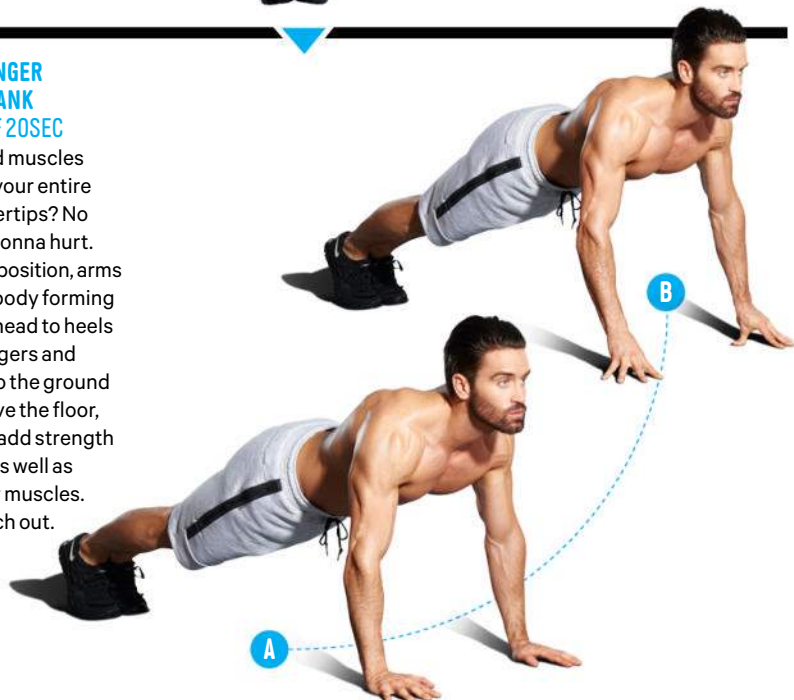 NGER
ANK
20SEC
d muscles
your entire
ertips? No
onna hurt.
position, arms
body forming
head to heels
gers and
o the ground
ve the floor,
add strength
s well as
muscles.
ch out.
B
A